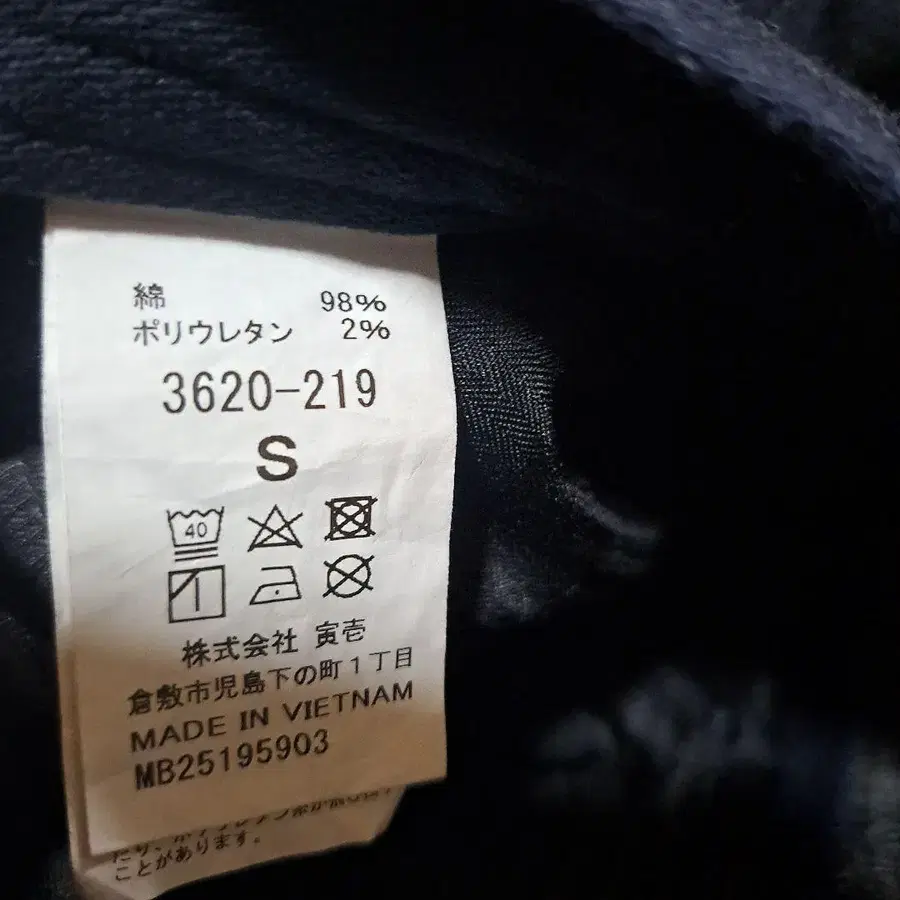 綿 98%
ポリウレタン 2%
3620-219
S
40
株式会社 寅壱
倉敷市児島下の町1丁目
MADE IN VIETNAM
MB25195903
ことがあります。